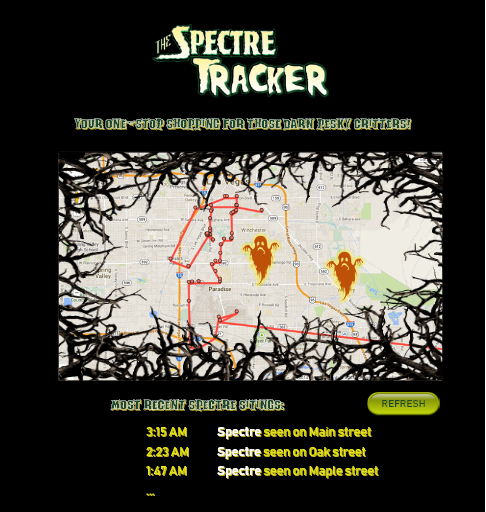 THE SPECTRE
TRACKER
YOUR ONE-STOP SHOPPING FOR THOSE DARN PESKY CRITTERS!
Winchester
Spring
Valley
Paradise
MOST RECENT SPECTRE SITINGS:
REFRESH
3:15 AM Spectre seen on Main street
2:23 AM Spectre seen on Oak street
1:47 AM Spectre seen on Maple street
...